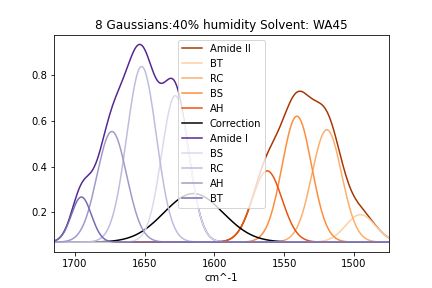 8 Gaussians:40% humidity Solvent: WA45
Amide II
BT
RC
BS
AH
Correction
Amide I
BS
RC
AH
BT
0.8
0.6
0.4
0.2
1700 1650 1600 1550 1500
cm^-1